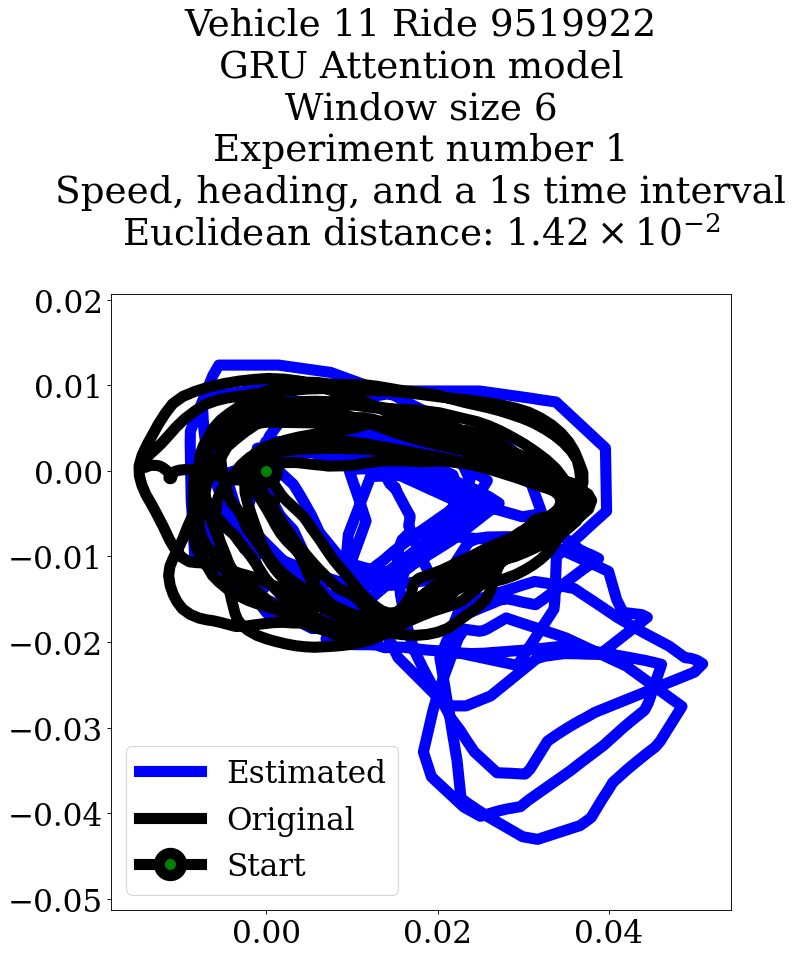 Vehicle 11 Ride 9519922
GRU Attention model
Window size 6
Experiment number 1
Speed, heading, and a 1s time interval
Euclidean distance: 1.42 × 10⁻²
0.02
0.01
0.00
−0.01
−0.02
−0.03
−0.04
−0.05
Estimated
Original
Start
0.00 0.02 0.04